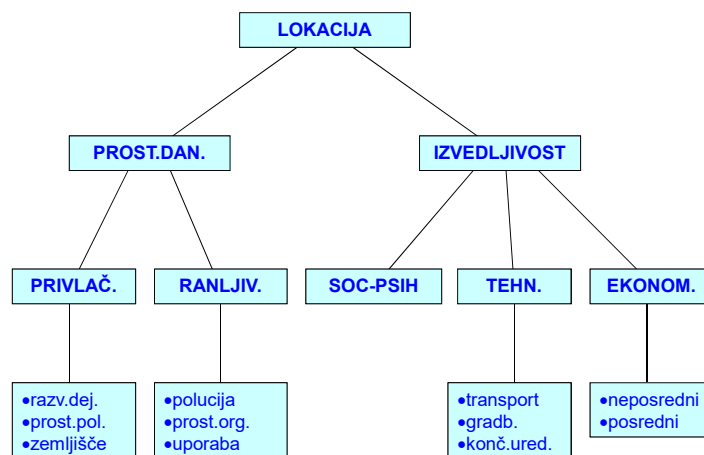 LOKACIJA
PROST.DAN.
IZVEDLJIVOST
PRIVLAČ.
RANLJIV.
SOC-PSIH
TEHN.
EKONOM.
•razv.dej.
•prost.pol.
•zemljišče
•polucija
•prost.org.
•uporaba
•transport
•gradb.
•konč.ured.
•neposredni
•posredni